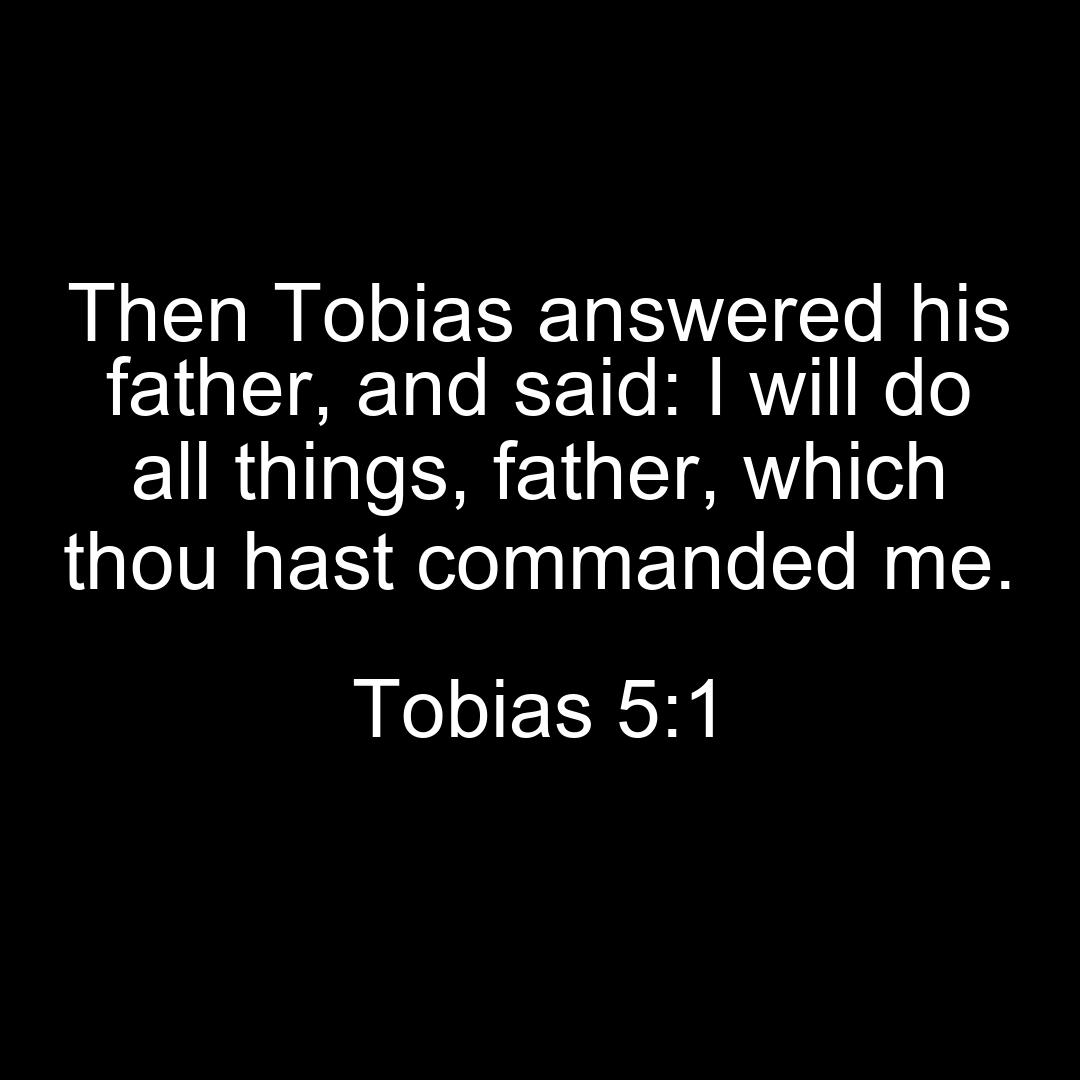 Then Tobias answered his
father, and said: I will do
all things, father, which
thou hast commanded me.
Tobias 5:1